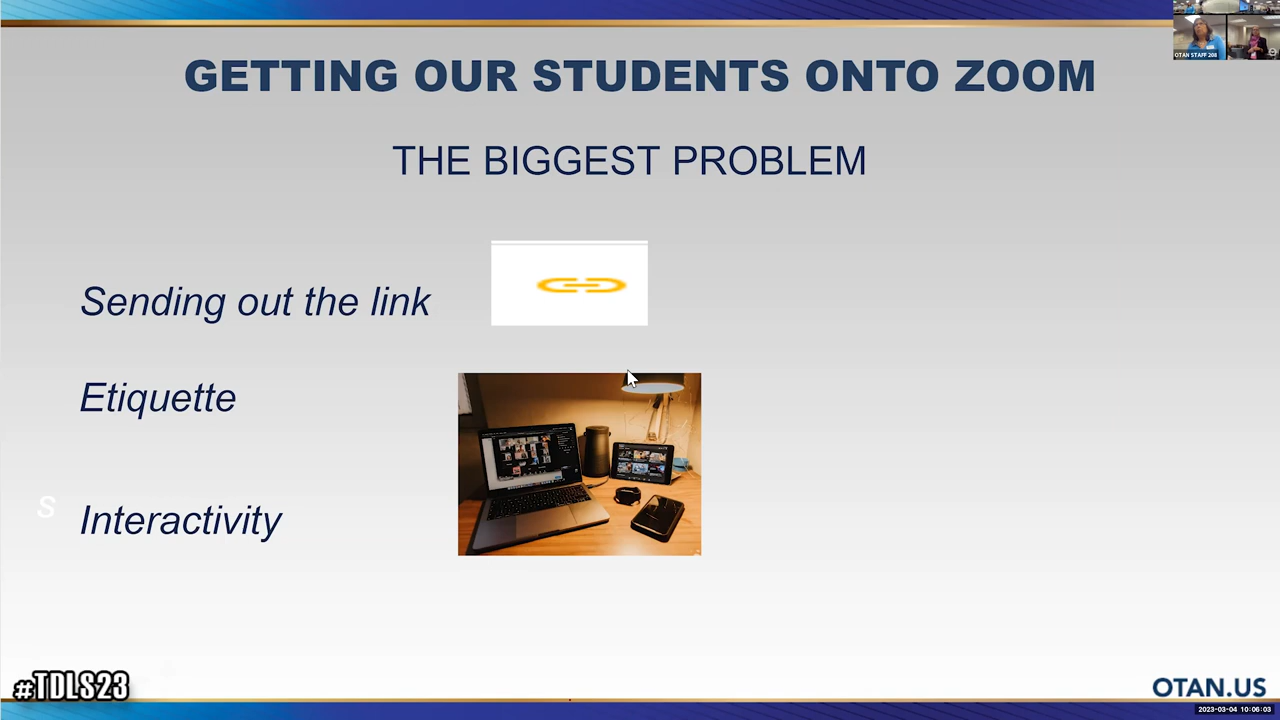 OTAN STAFF 208
GETTING OUR STUDENTS ONTO ZOOM
THE BIGGEST PROBLEM
Sending out the link
Etiquette
s
Interactivity
#TDLS23
OTAN.US
2023-03-04 10:06:03